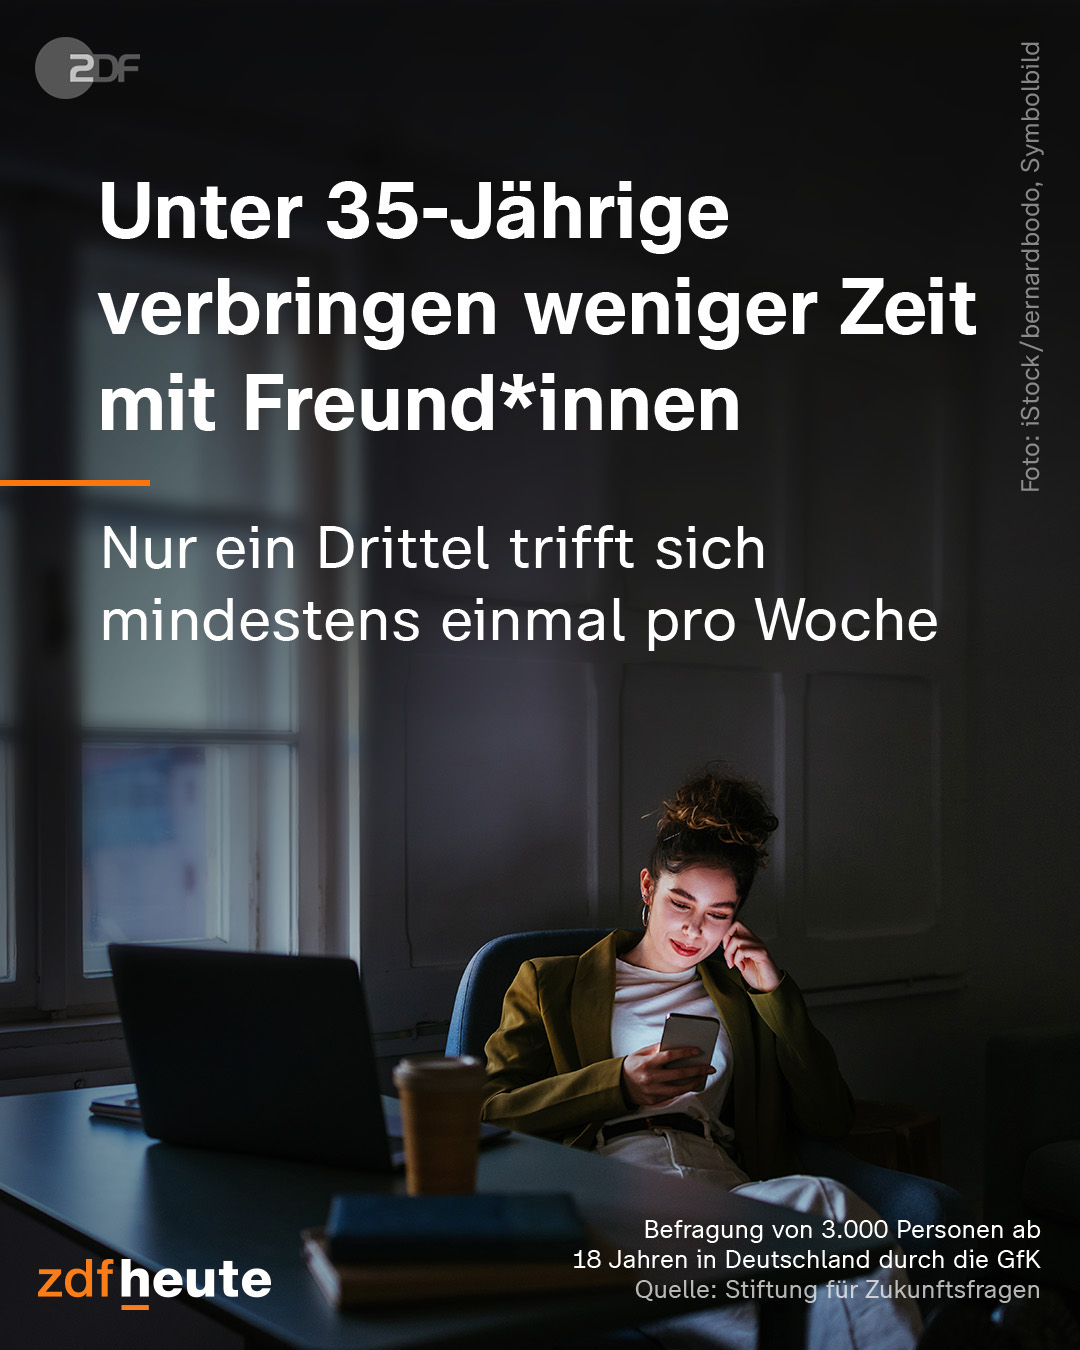 ZDF
Foto: iStock/bernardbodo, Symbolbild
Unter 35-Jährige
verbringen weniger Zeit
mit Freund*innen
Nur ein Drittel trifft sich
mindestens einmal pro Woche
Befragung von 3.000 Personen ab
18 Jahren in Deutschland durch die GfK
Quelle: Stiftung für Zukunftsfragen
zdfheute